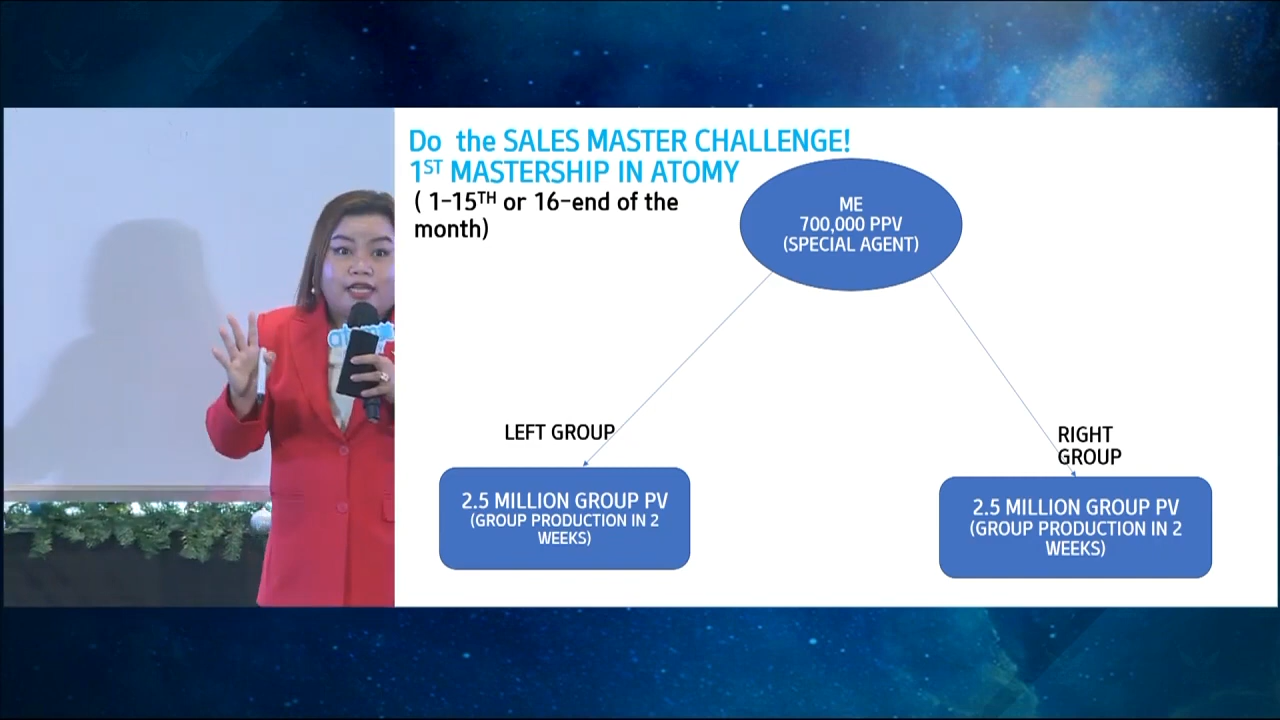 Do the SALES MASTER CHALLENGE!
1ST MASTERSHIP IN ATOMY
( 1-15TH or 16-end of the
month)
ME
700,000 PPV
(SPECIAL AGENT)
LEFT GROUP
RIGHT
GROUP
2.5 MILLION GROUP PV
(GROUP PRODUCTION IN 2
WEEKS)
2.5 MILLION GROUP PV
(GROUP PRODUCTION IN 2
WEEKS)